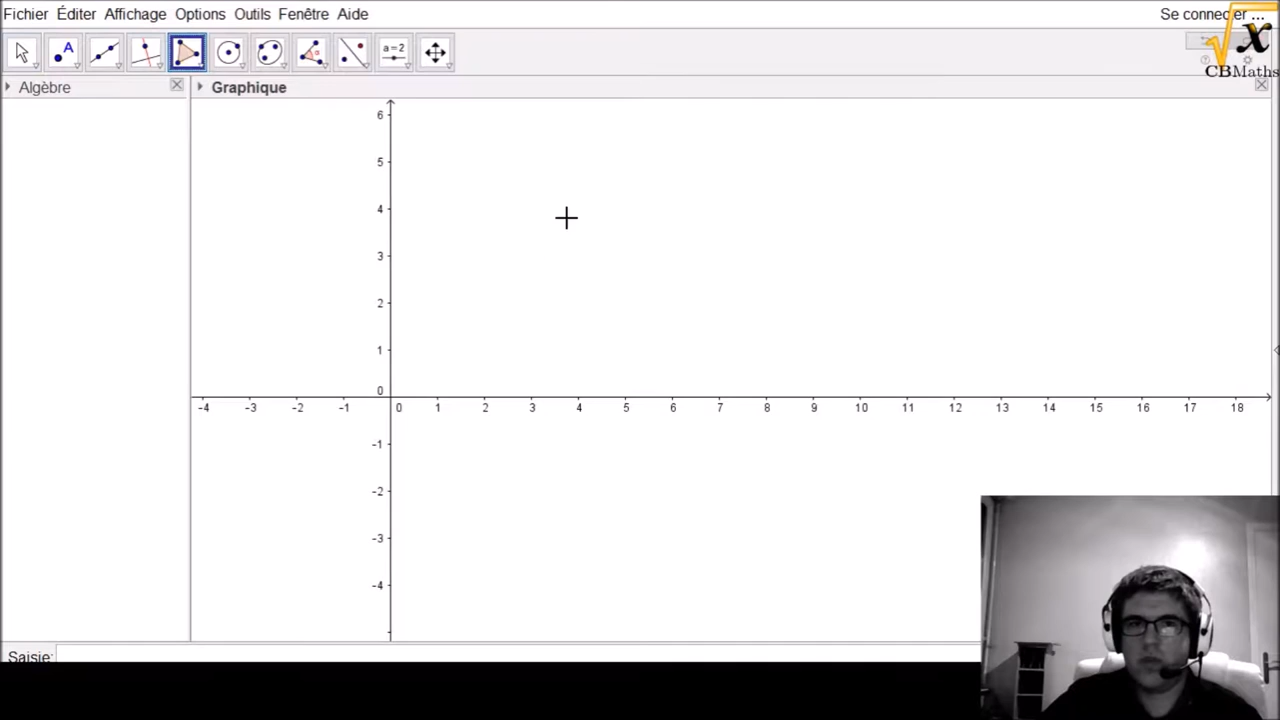 Fichier Éditer Affichage Options Outils Fenêtre Aide
Se connecter ...
x
CBMaths
A
α
a=2
Algèbre
Graphique
6
5
4
3
2
1
0
-4 -3 -2 -1 0 1 2 3 4 5 6 7 8 9 10 11 12 13 14 15 16 17 18
-1
-2
-3
-4
Saisie: